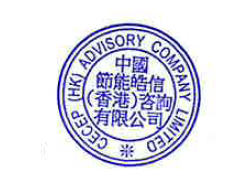 CECEP (HK) ADVISORY COMPANY LIMITED
中國
節能皓信
(香港)咨詢
有限公司